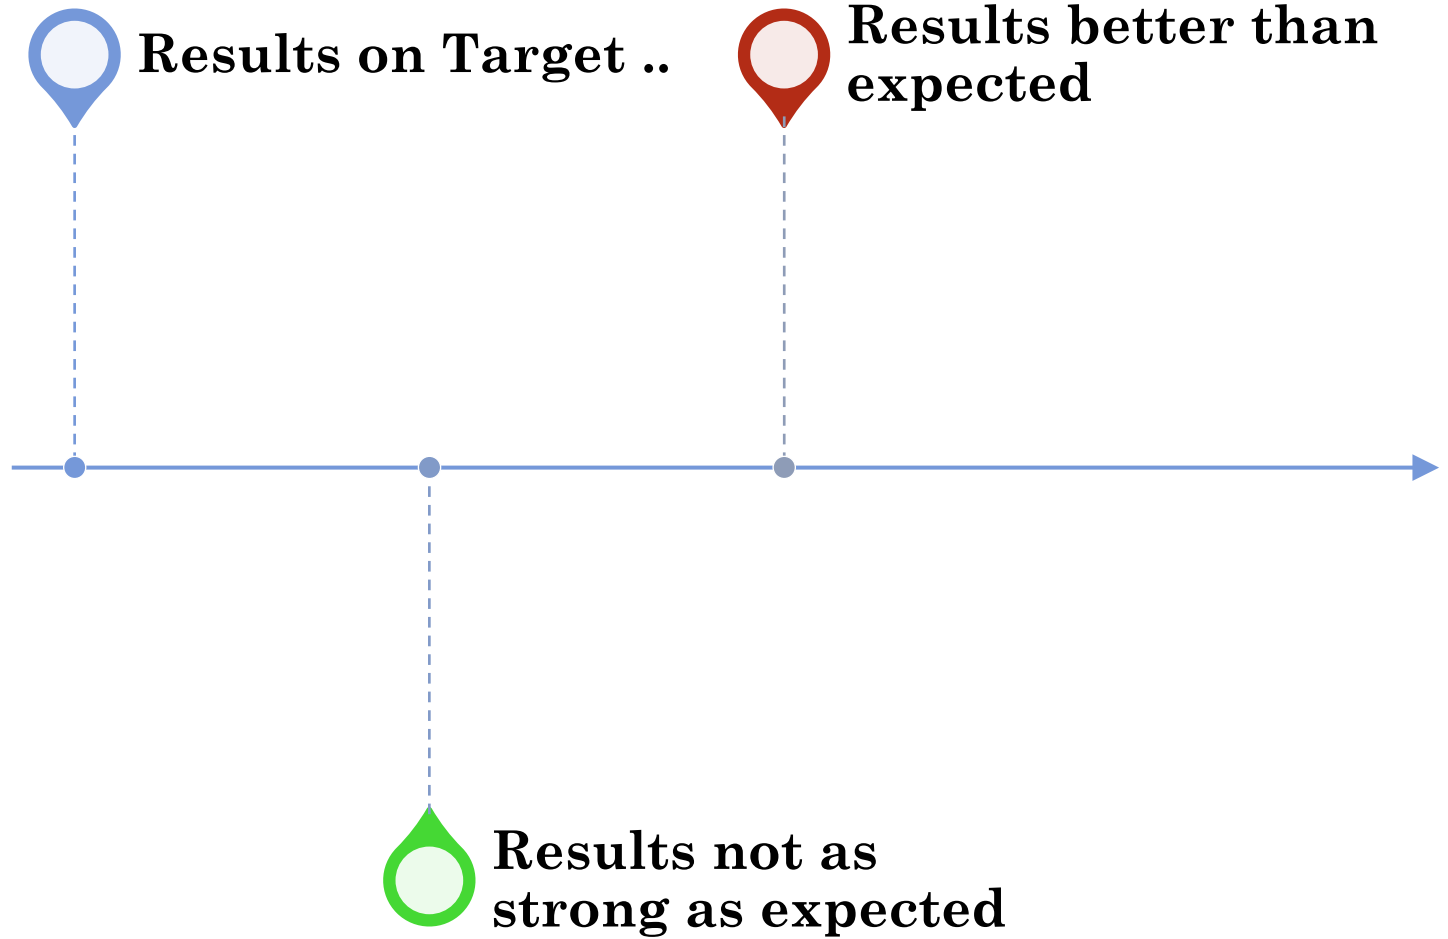 Results on Target ..
Results better than
expected
Results not as
strong as expected